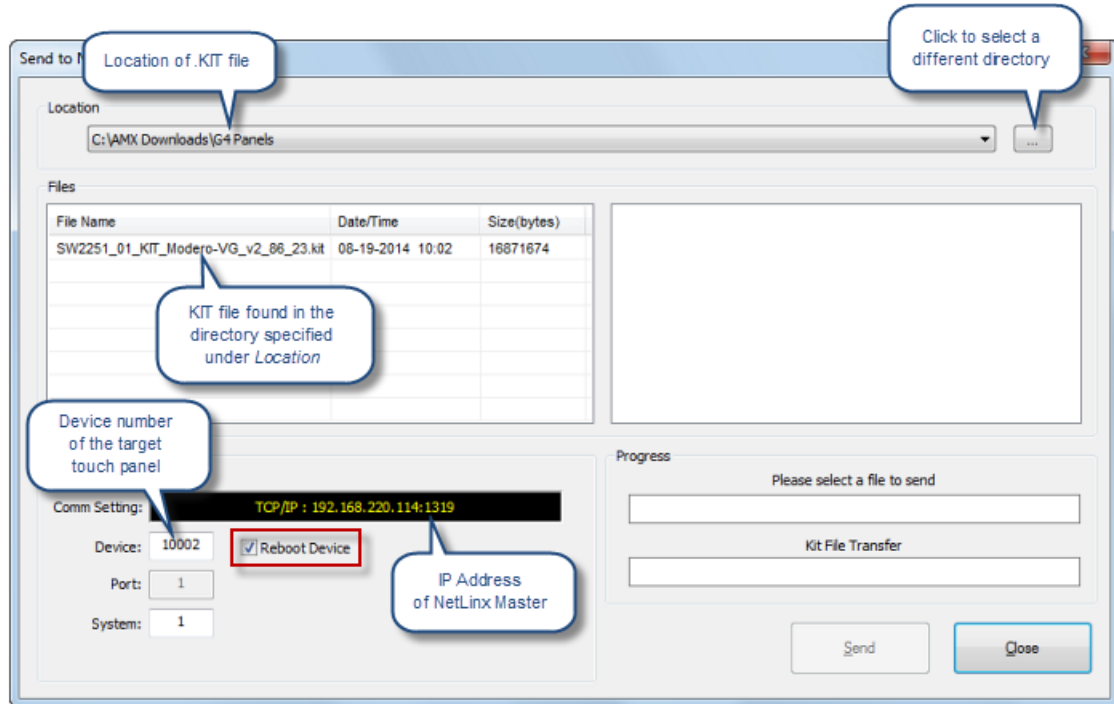 Click to select a
different directory
Send to N
Location of .KIT file
Location
C:\AMX Downloads\G4 Panels
...
Files
File Name Date/Time Size(bytes)
SW2251_01_KIT_Modero-VG_v2_86_23.kit 08-19-2014 10:02 16871674
KIT file found in the
directory specified
under Location
Device number
of the target
touch panel
Progress
Please select a file to send
Comm Setting: TCP/IP : 192.168.220.114:1319
Device: 10002 Reboot Device
Kit File Transfer
Port: 1
IP Address
of NetLinx Master
System: 1
Send Close